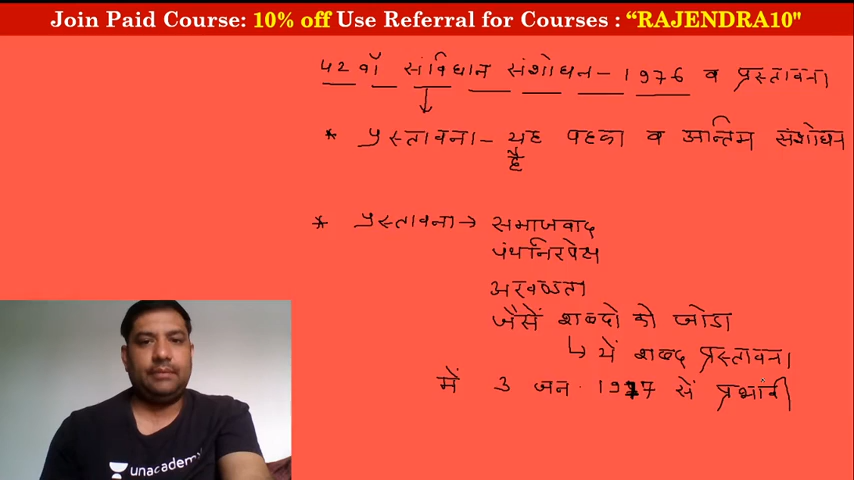 Join Paid Course: 10% off Use Referral for Courses : “RAJENDRA10"
42 वाँ संविधान संशोधन - 1976 व प्रस्तावना
* प्रस्तावना - यह पहला व अन्तिम संशोधन
है
* प्रस्तावना → समाजवाद
पंथनिरपेक्ष
अखण्डता
जैसें शब्दो को जोडा
↳ यें शब्द प्रस्तावना
में 3 जन. 1977 सें प्रभावी
unacademy